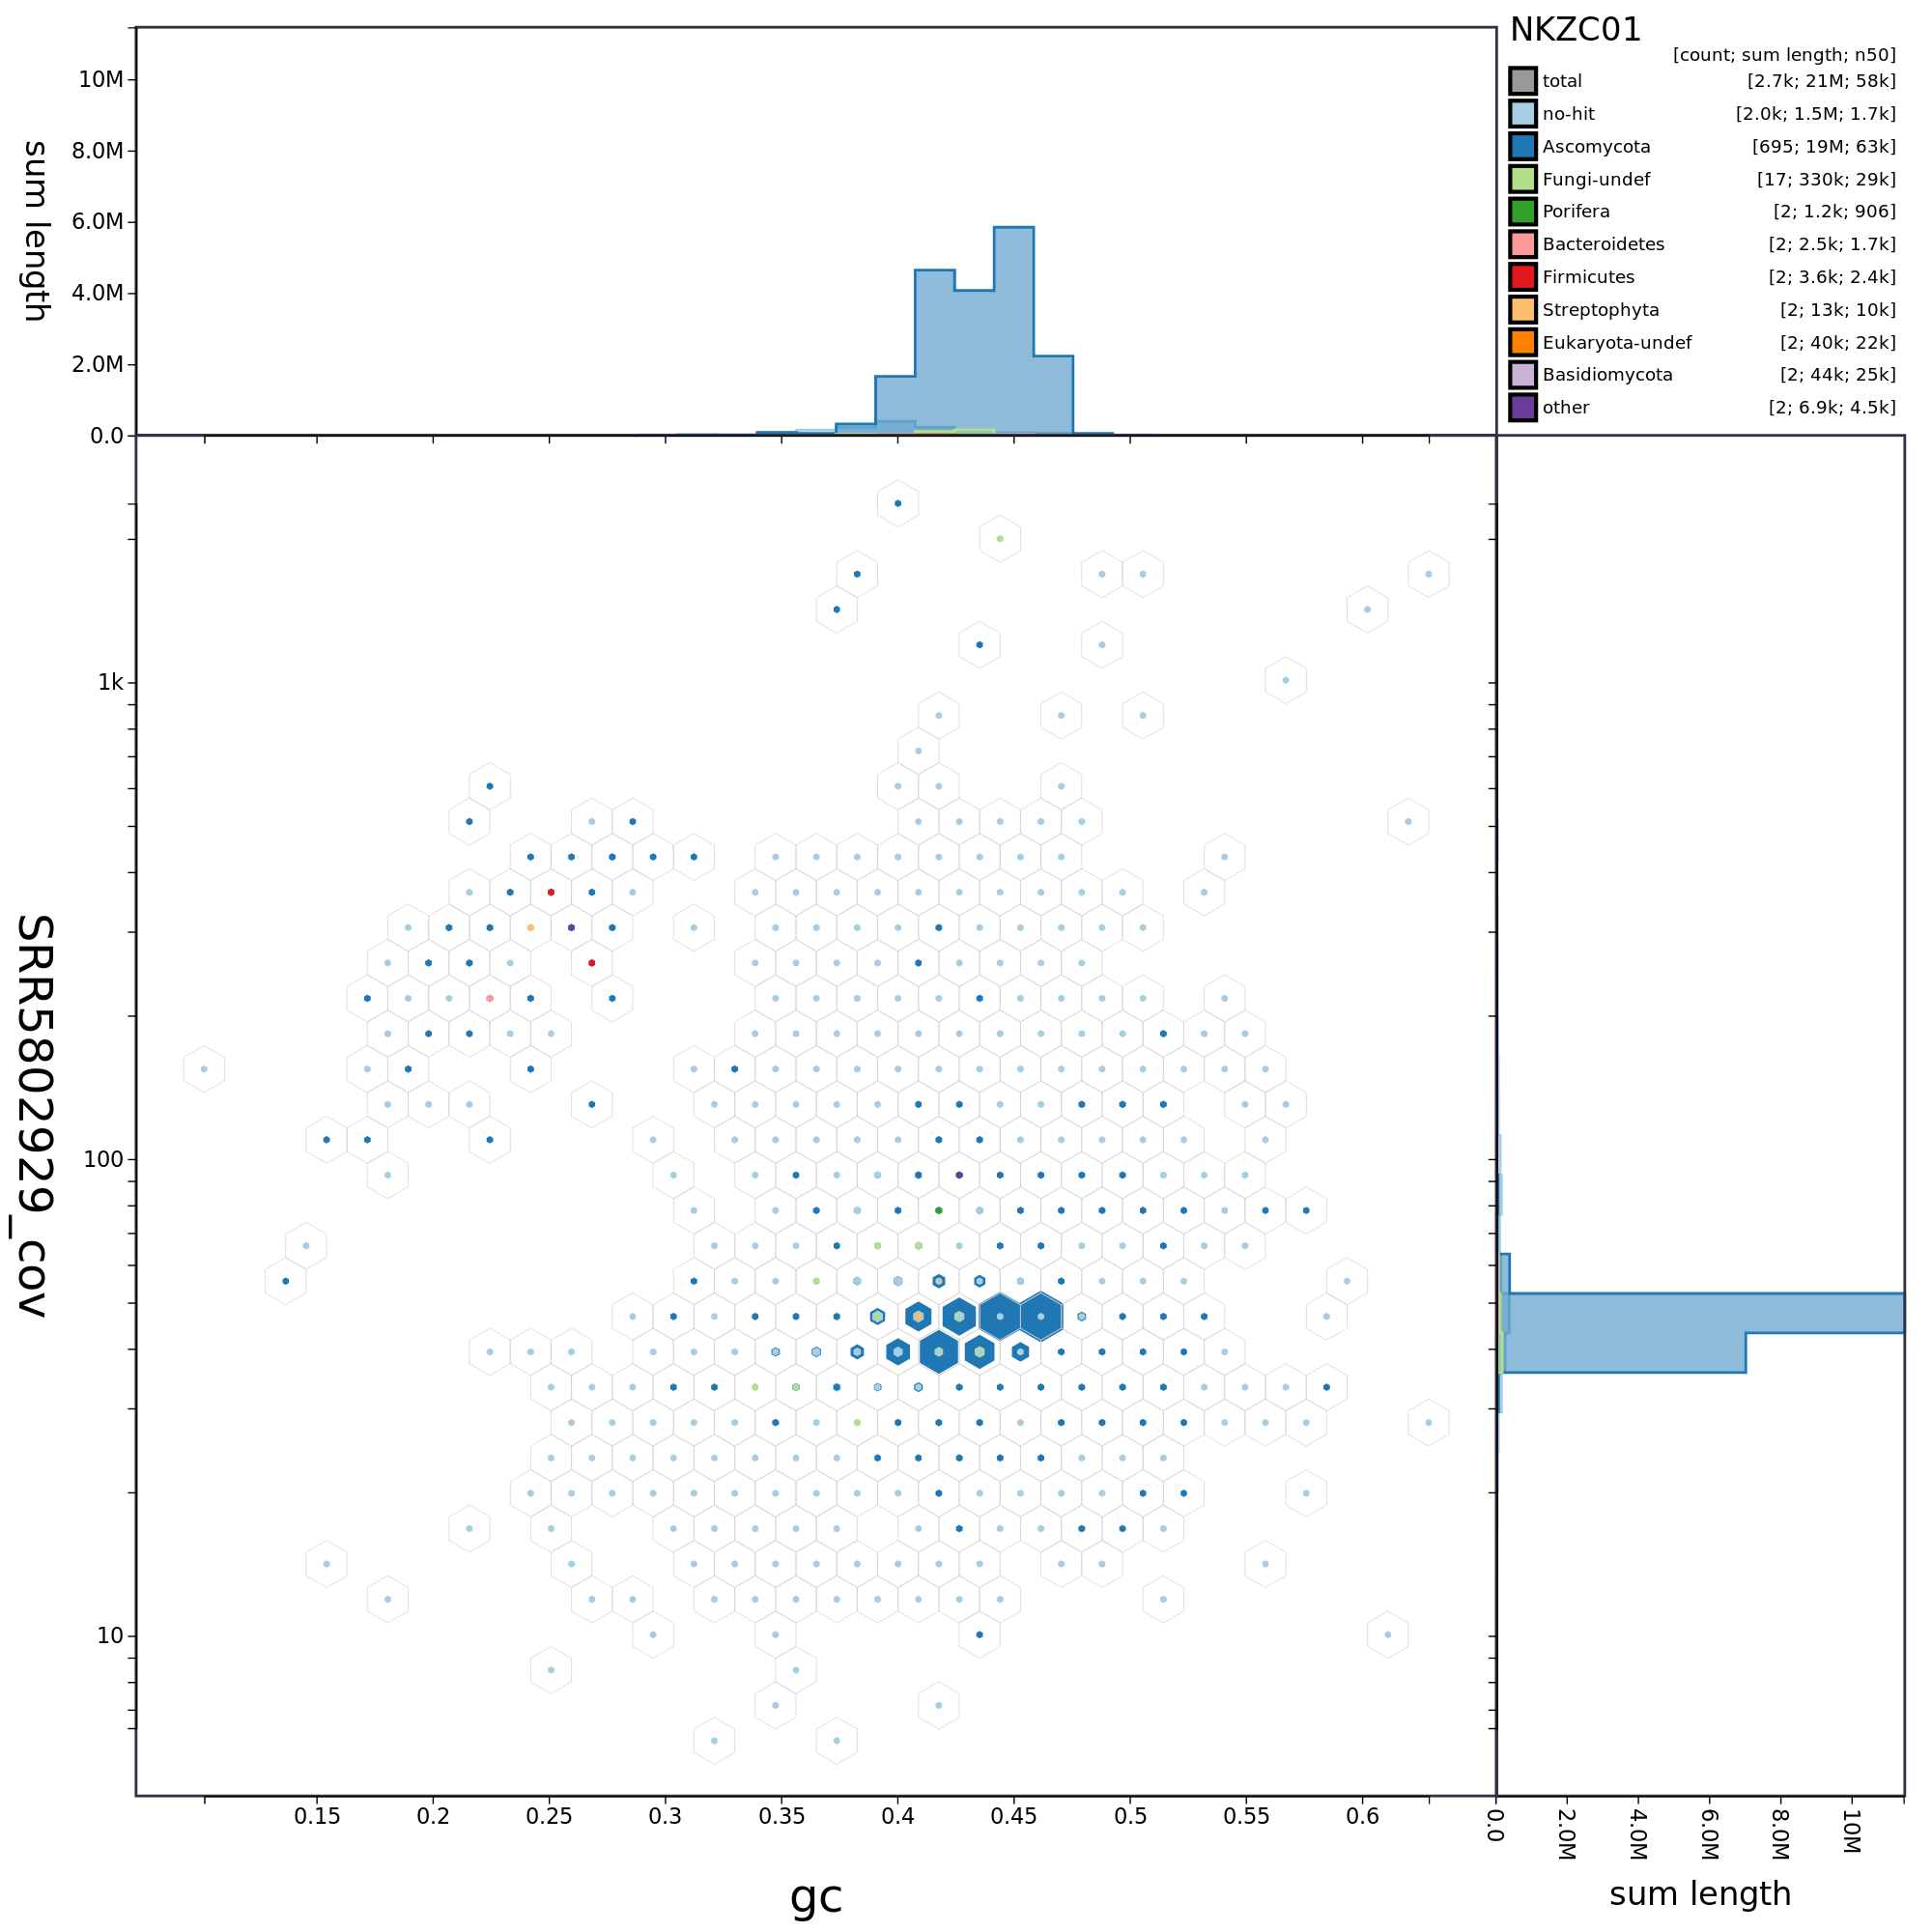 NKZC01
[count; sum length; n50]
total [2.7k; 21M; 58k]
no-hit [2.0k; 1.5M; 1.7k]
Ascomycota [695; 19M; 63k]
Fungi-undef [17; 330k; 29k]
Porifera [2; 1.2k; 906]
Bacteroidetes [2; 2.5k; 1.7k]
Firmicutes [2; 3.6k; 2.4k]
Streptophyta [2; 13k; 10k]
Eukaryota-undef [2; 40k; 22k]
Basidiomycota [2; 44k; 25k]
other [2; 6.9k; 4.5k]
sum length
10M
8.0M
6.0M
4.0M
2.0M
0.0
SRR5802929_cov
1k
100
10
0.15 0.2 0.25 0.3 0.35 0.4 0.45 0.5 0.55 0.6
gc
0.0 2.0M 4.0M 6.0M 8.0M 10M
sum length